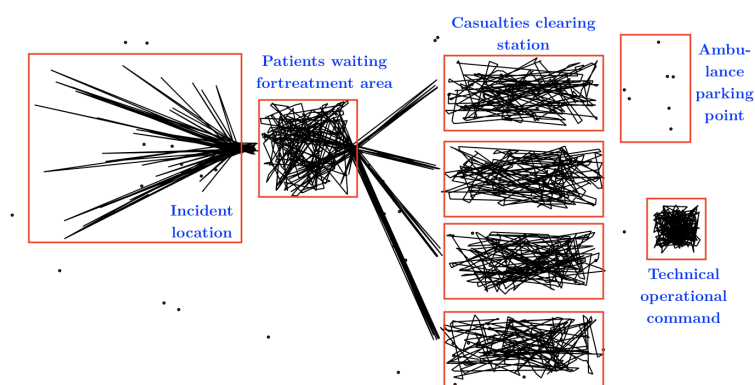 Casualties clearing
station
Patients waiting
fortreatment area
Ambu-
lance
parking
point
Incident
location
Technical
operational
command